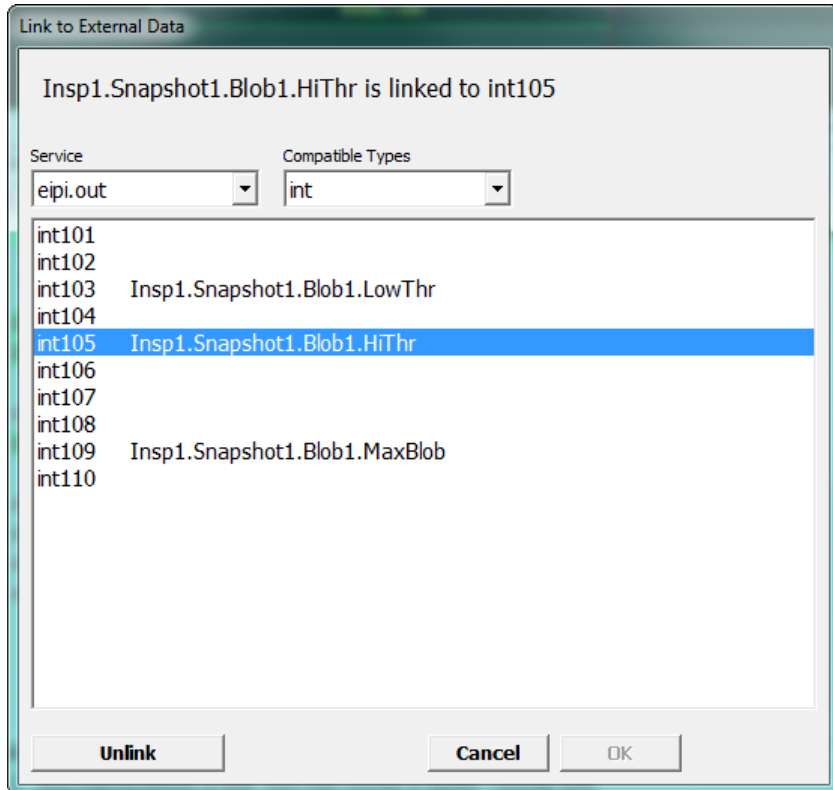 Link to External Data
Insp1.Snapshot1.Blob1.HiThr is linked to int105
Service Compatible Types
eipi.out int
int101
int102
int103 Insp1.Snapshot1.Blob1.LowThr
int104
int105 Insp1.Snapshot1.Blob1.HiThr
int106
int107
int108
int109 Insp1.Snapshot1.Blob1.MaxBlob
int110
Unlink Cancel OK